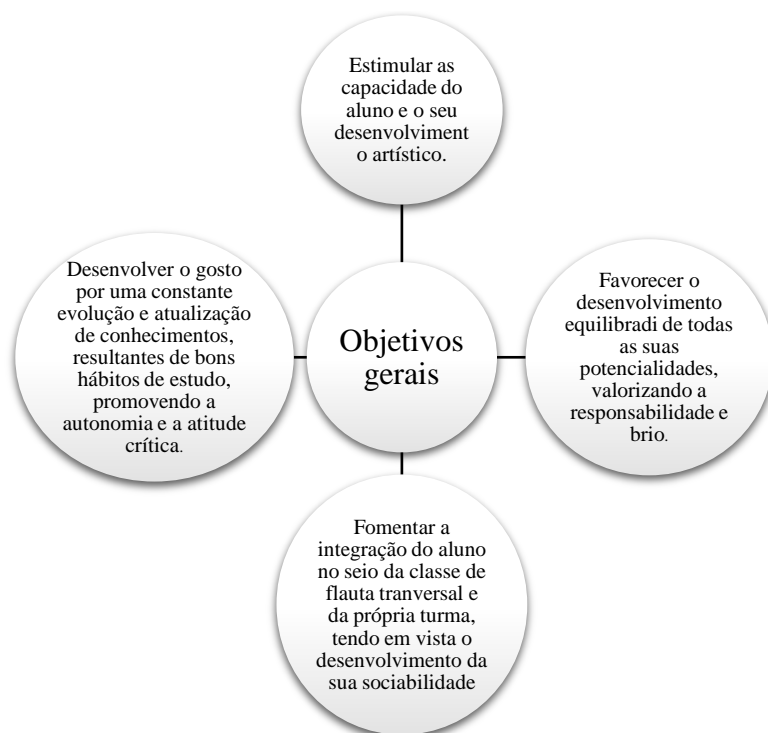 Estimular as
capacidade do
aluno e o seu
desenvolviment
o artístico.
Desenvolver o gosto
por uma constante
evolução e atualização
de conhecimentos,
resultantes de bons
hábitos de estudo,
promovendo a
autonomia e a atitude
crítica.
Objetivos
gerais
Favorecer o
desenvolvimento
equilibradi de todas
as suas
potencialidades,
valorizando a
responsabilidade e
brio.
Fomentar a
integração do aluno
no seio da classe de
flauta tranversal e
da própria turma,
tendo em vista o
desenvolvimento da
sua sociabilidade